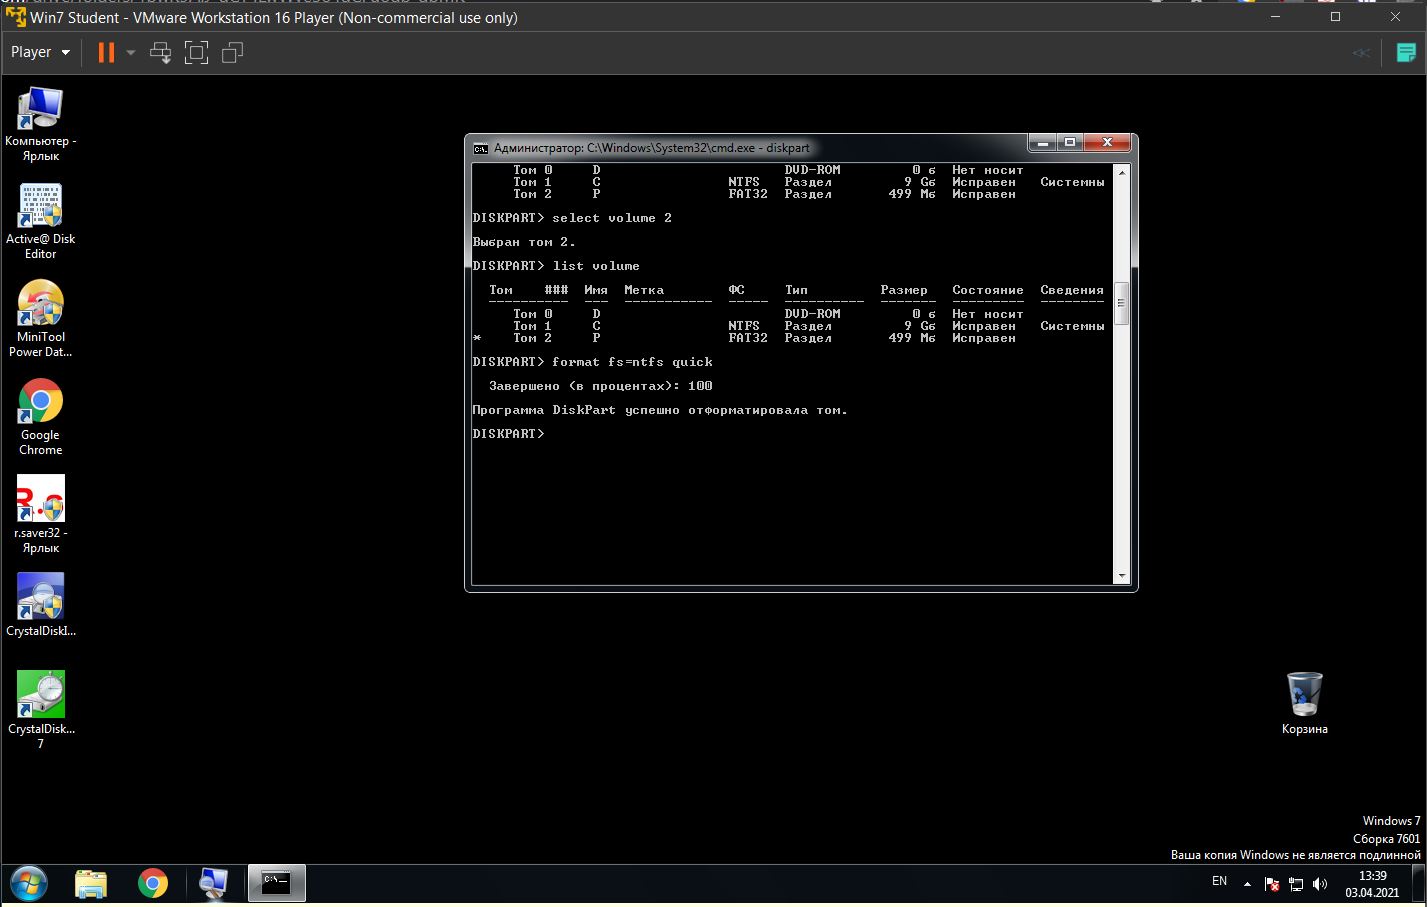 Win7 Student - VMware Workstation 16 Player (Non-commercial use only)
Player
Компьютер -
Ярлык
Active@ Disk
Editor
MiniTool
Power Dat...
Google
Chrome
R.s
r.saver32 -
Ярлык
CrystalDiskI...
CrystalDisk...
7
Администратор: C:\Windows\System32\cmd.exe - diskpart
Том 0 D DVD-ROM 0 б Нет носит
Том 1 C NTFS Раздел 9 Gб Исправен Системны
Том 2 P FAT32 Раздел 499 Mб Исправен
DISKPART> select volume 2
Выбран том 2.
DISKPART> list volume
Том ### Имя Метка ФС Тип Размер Состояние Сведения
---------- --- ----------- ----- ---------- ------- --------- --------
Том 0 D DVD-ROM 0 б Нет носит
Том 1 C NTFS Раздел 9 Gб Исправен Системны
* Том 2 P FAT32 Раздел 499 Mб Исправен
DISKPART> format fs=ntfs quick
Завершено (в процентах): 100
Программа DiskPart успешно отформатировала том.
DISKPART>
Корзина
Windows 7
Сборка 7601
Ваша копия Windows не является подлинной
EN
13:39
03.04.2021